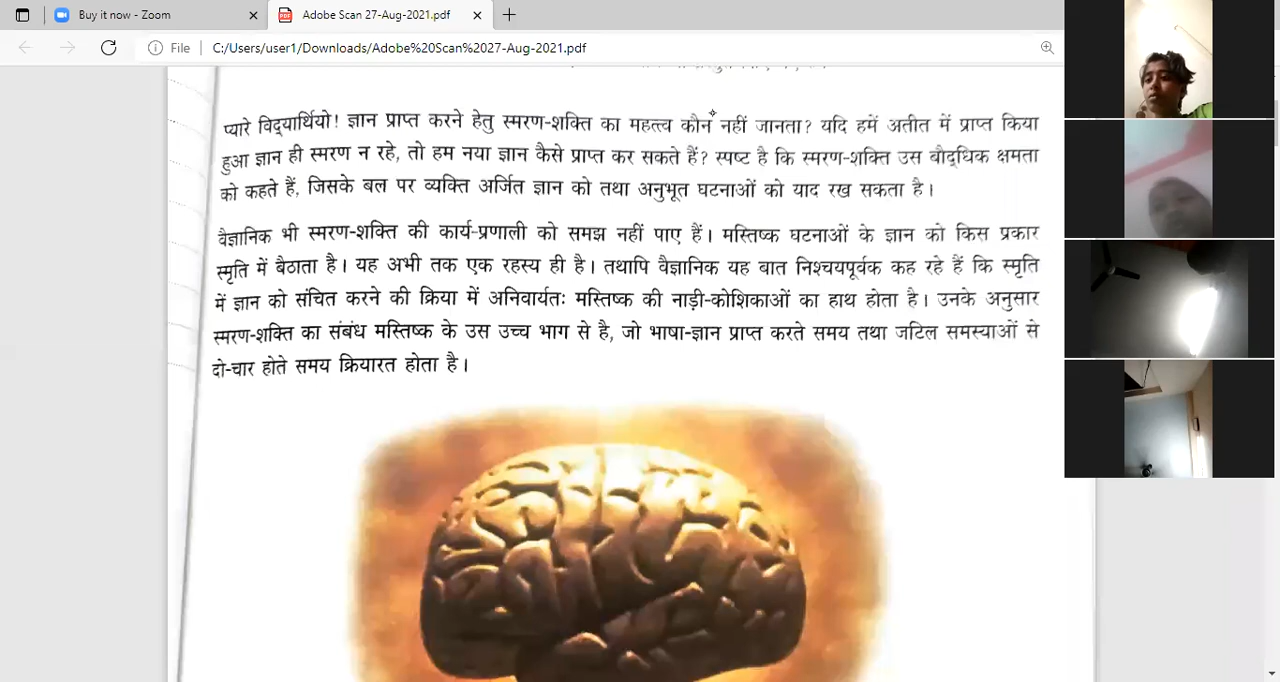 Buy it now - Zoom
Adobe Scan 27-Aug-2021.pdf
File
C:/Users/user1/Downloads/Adobe%20Scan%2027-Aug-2021.pdf
प्यारे विद्यार्थियो! ज्ञान प्राप्त करने हेतु स्मरण-शक्ति का महत्त्व कौन नहीं जानता? यदि हमें अतीत में प्राप्त किया
हुआ ज्ञान ही स्मरण न रहे, तो हम नया ज्ञान कैसे प्राप्त कर सकते हैं? स्पष्ट है कि स्मरण-शक्ति उस बौद्धिक क्षमता
को कहते हैं, जिसके बल पर व्यक्ति अर्जित ज्ञान को तथा अनुभूत घटनाओं को याद रख सकता है।
वैज्ञानिक भी स्मरण-शक्ति की कार्य-प्रणाली को समझ नहीं पाए हैं। मस्तिष्क घटनाओं के ज्ञान को किस प्रकार
स्मृति में बैठाता है। यह अभी तक एक रहस्य ही है। तथापि वैज्ञानिक यह बात निश्चयपूर्वक कह रहे हैं कि स्मृति
में ज्ञान को संचित करने की क्रिया में अनिवार्यतः मस्तिष्क की नाड़ी-कोशिकाओं का हाथ होता है। उनके अनुसार
स्मरण-शक्ति का संबंध मस्तिष्क के उस उच्च भाग से है, जो भाषा-ज्ञान प्राप्त करते समय तथा जटिल समस्याओं से
दो-चार होते समय क्रियारत होता है।